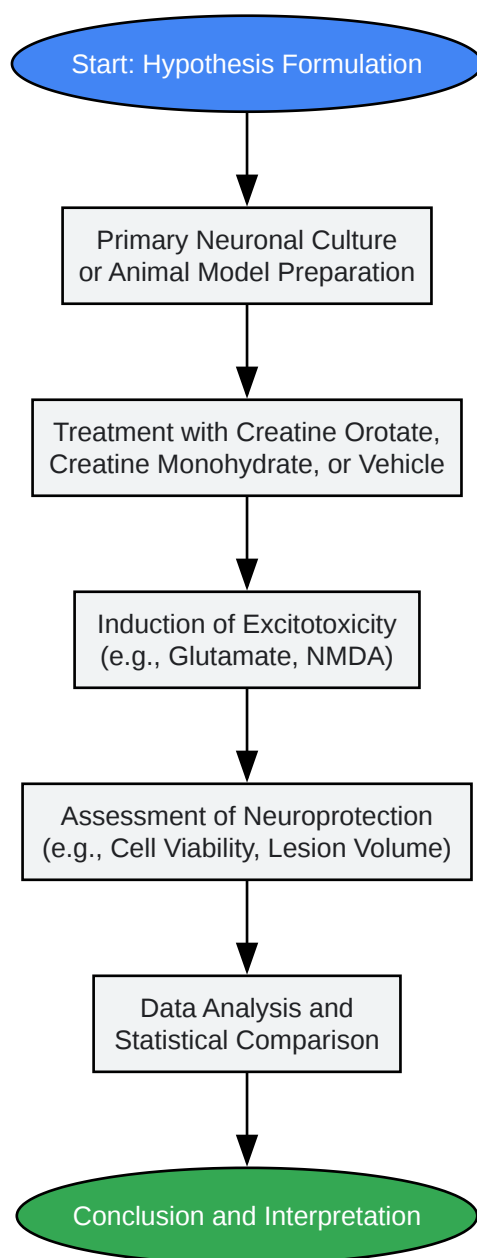 Start: Hypothesis Formulation
Primary Neuronal Culture
or Animal Model Preparation
Treatment with Creatine Orotate,
Creatine Monohydrate, or Vehicle
Induction of Excitotoxicity
(e.g., Glutamate, NMDA)
Assessment of Neuroprotection
(e.g., Cell Viability, Lesion Volume)
Data Analysis and
Statistical Comparison
Conclusion and Interpretation